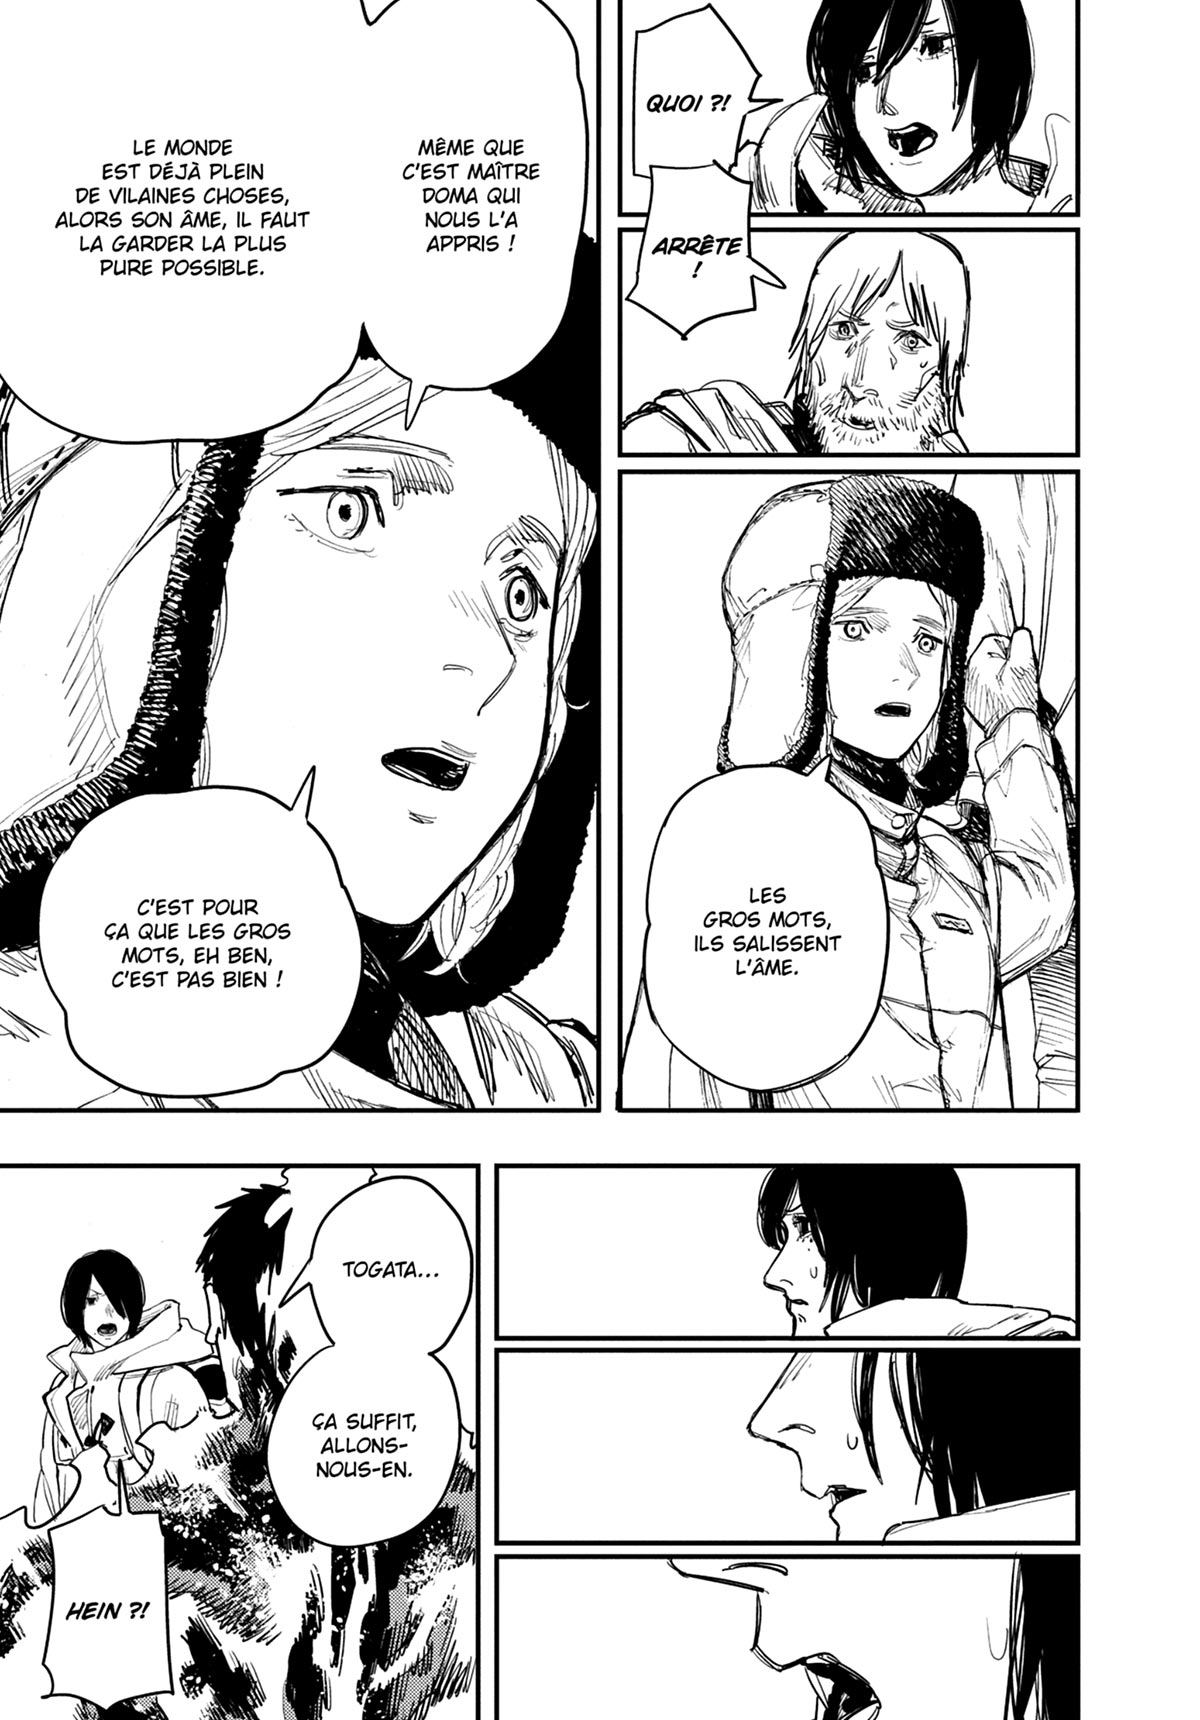 QUOI ?!
ARRÊTE
!
LES
GROS MOTS,
ILS SALISSENT
L'ÂME.
MÊME QUE
C'EST MAÎTRE
DOMA QUI
NOUS L'A
APPRIS !
LE MONDE
EST DÉJÀ PLEIN
DE VILAINES CHOSES,
ALORS SON ÂME, IL FAUT
LA GARDER LA PLUS
PURE POSSIBLE.
C'EST POUR
ÇA QUE LES GROS
MOTS, EH BEN,
C'EST PAS BIEN !
TOGATA...
ÇA SUFFIT,
ALLONS-
NOUS-EN.
HEIN ?!